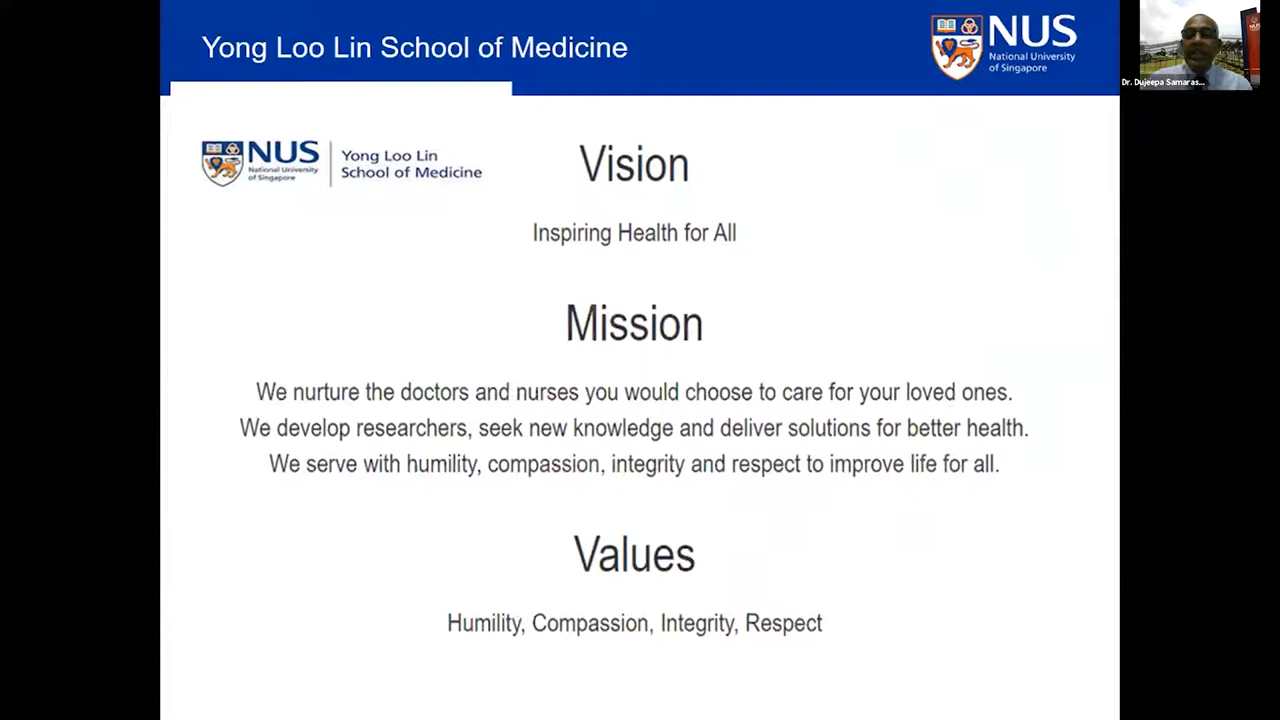 Yong Loo Lin School of Medicine
NUS
National University
of Singapore
Dr. Dujeepa Samaras...
NUS
National University
of Singapore
Yong Loo Lin
School of Medicine
Vision
Inspiring Health for All
Mission
We nurture the doctors and nurses you would choose to care for your loved ones.
We develop researchers, seek new knowledge and deliver solutions for better health.
We serve with humility, compassion, integrity and respect to improve life for all.
Values
Humility, Compassion, Integrity, Respect